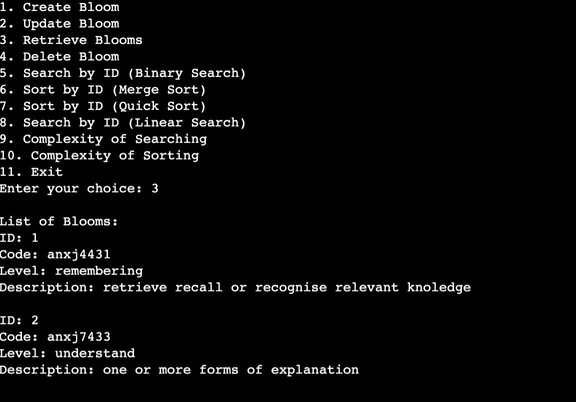 1. Create Bloom
2. Update Bloom
3. Retrieve Blooms
4. Delete Bloom
5. Search by ID (Binary Search)
6. Sort by ID (Merge Sort)
7. Sort by ID (Quick Sort)
8. Search by ID (Linear Search)
9. Complexity of Searching
10. Complexity of Sorting
11. Exit
Enter your choice: 3
List of Blooms:
ID: 1
Code: anxj4431
Level: remembering
Description: retrieve recall or recognise relevant knoledge
ID: 2
Code: anxj7433
Level: understand
Description: one or more forms of explanation